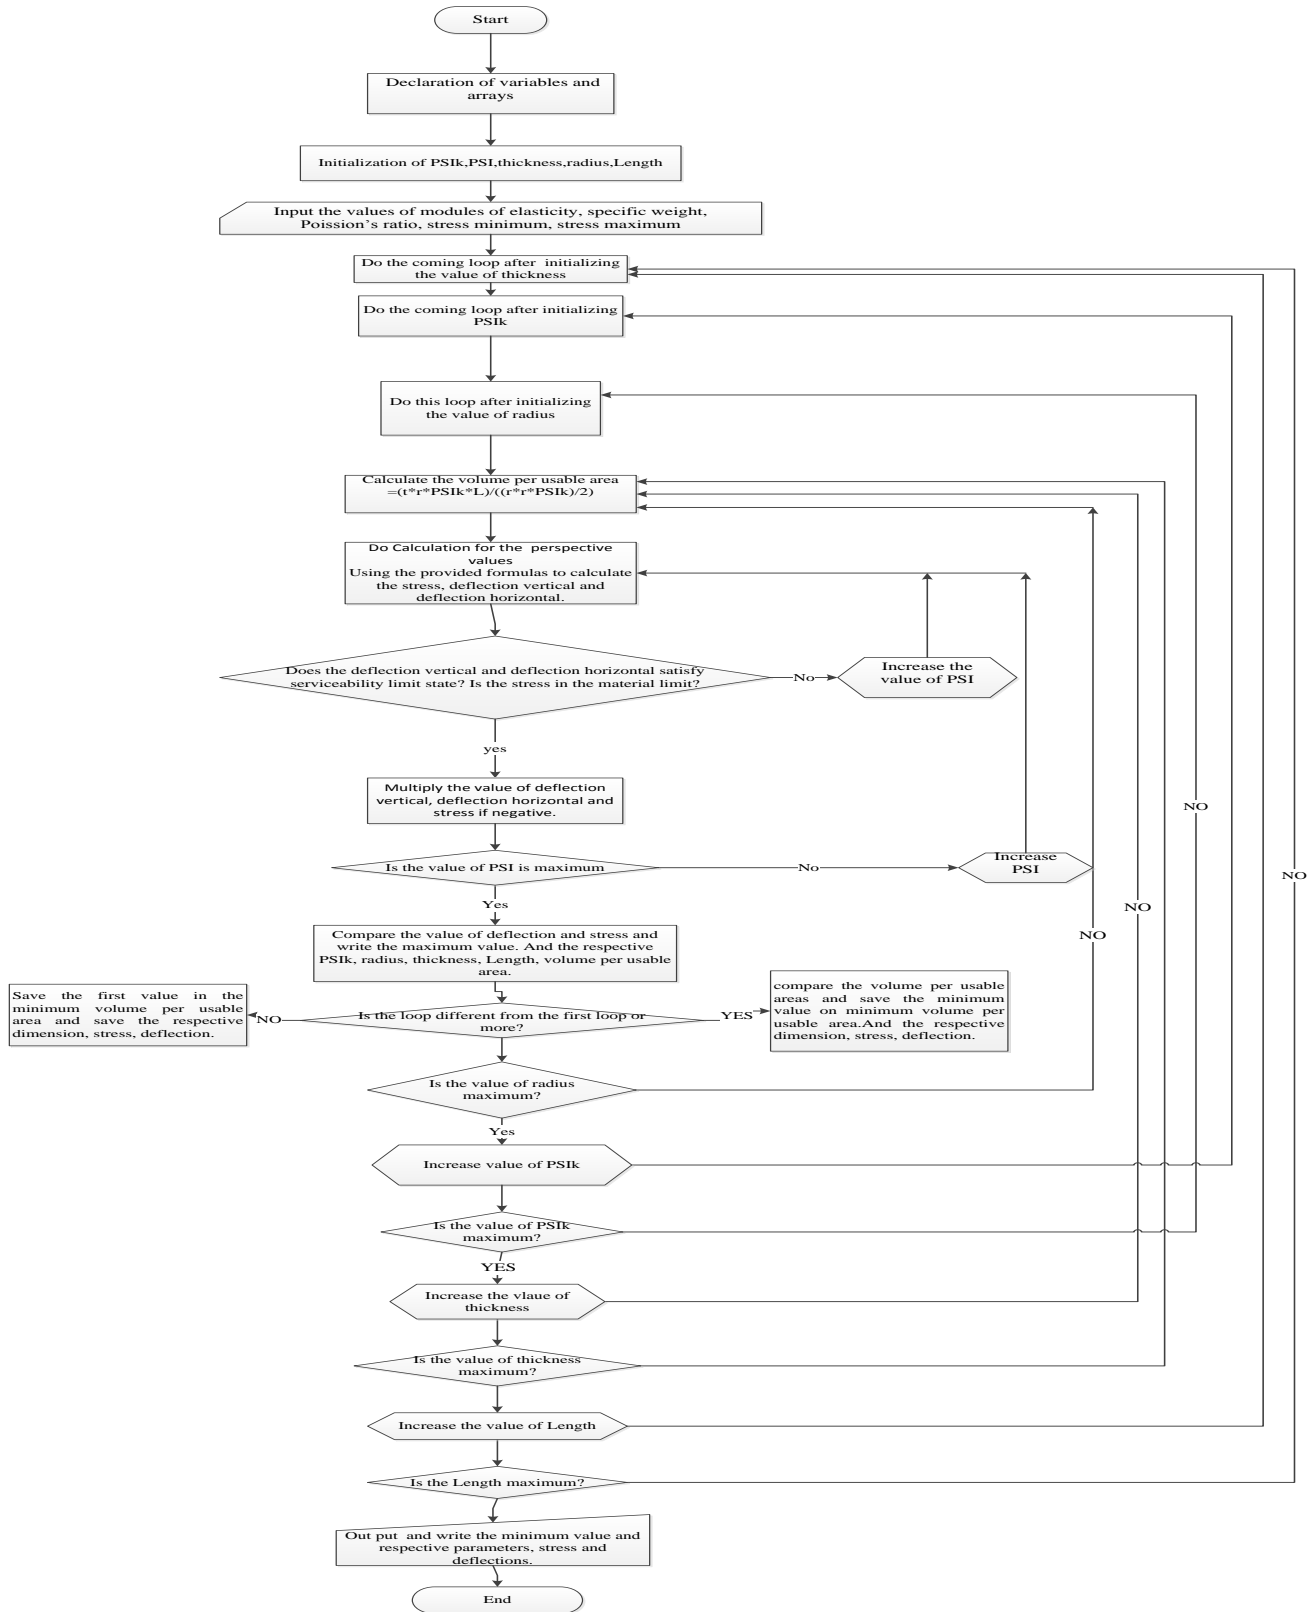 Start
Declaration of variables and
arrays
Initialization of PSIk,PSI,thickness,radius,Length
Input the values of modules of elasticity, specific weight,
Poission's ratio, stress minimum, stress maximum
Do the coming loop after initializing
the value of thickness
Do the coming loop after initializing
PSIk
Do this loop after initializing
the value of radius
Calculate the volume per usable area
=(t*r*PSIk*L)/((r*r*PSIk)/2)
Do Calculation for the perspective
values
Using the provided formulas to calculate
the stress, deflection vertical and
deflection horizontal.
Does the deflection vertical and deflection horizontal satisfy
serviceability limit state? Is the stress in the material limit?
No
Increase the
value of PSI
yes
Multiply the value of deflection
vertical, deflection horizontal and
stress if negative.
NO
Is the value of PSI is maximum
No
Increase
PSI
NO
Yes
NO
Compare the value of deflection and stress and
write the maximum value. And the respective
PSIk, radius, thickness, Length, volume per usable
area.
NO
Save the first value in the
minimum volume per usable
area and save the respective
dimension, stress, deflection.
NO
Is the loop different from the first loop or
more?
YES
compare the volume per usable
areas and save the minimum
value on minimum volume per
usable area.And the respective
dimension, stress, deflection.
Is the value of radius
maximum?
Yes
Increase value of PSIk
Is the value of PSIk
maximum?
YES
Increase the vlaue of
thickness
Is the value of thickness
maximum?
Increase the value of Length
Is the Length maximum?
Out put and write the minimum value and
respective parameters, stress and
deflections.
End